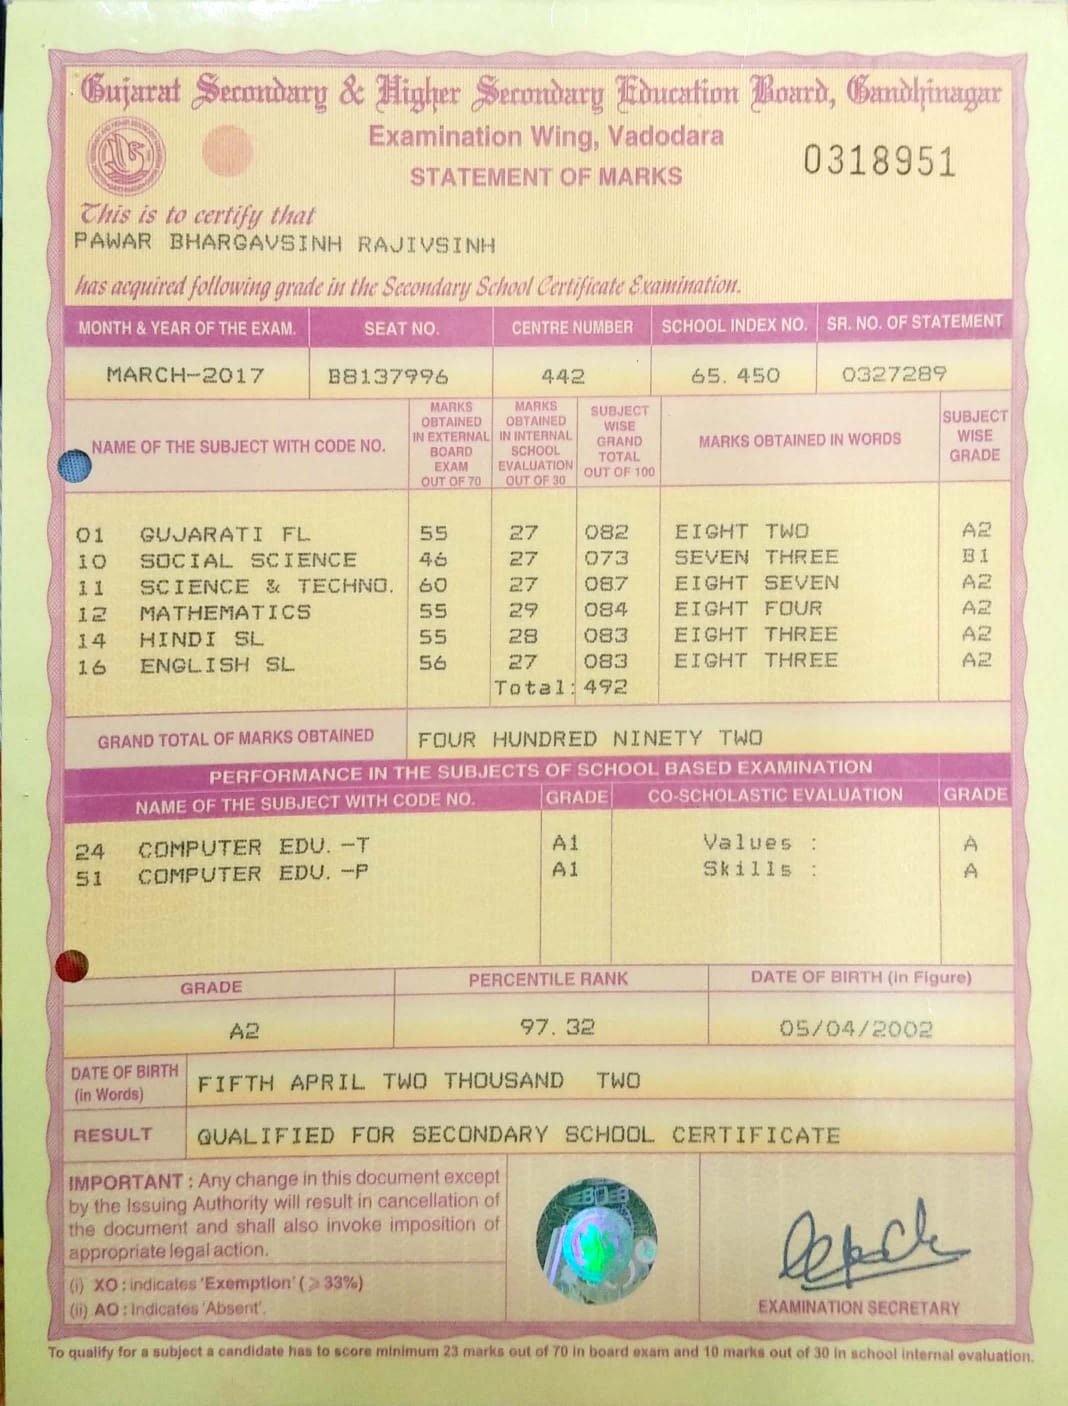 Gujarat Secondary & Higher Secondary Education Board, Gandhinagar
Examination Wing, Vadodara
STATEMENT OF MARKS
0318951
This is to certify that
PAWAR BHARGAVSINH RAJIVSINH
has acquired following grade in the Secondary School Certificate Examination.
MONTH & YEAR OF THE EXAM. SEAT NO. CENTRE NUMBER SCHOOL INDEX NO. SR. NO. OF STATEMENT
MARCH-2017 B8137996 442 65.450 0327289
NAME OF THE SUBJECT WITH CODE NO. MARKS OBTAINED IN EXTERNAL BOARD EXAM OUT OF 70 MARKS OBTAINED IN INTERNAL SCHOOL EVALUATION OUT OF 30 SUBJECT WISE GRAND TOTAL OUT OF 100 MARKS OBTAINED IN WORDS SUBJECT WISE GRADE
01 GUJARATI FL 55 27 082 EIGHT TWO A2
10 SOCIAL SCIENCE 46 27 073 SEVEN THREE B1
11 SCIENCE & TECHNO. 60 27 087 EIGHT SEVEN A2
12 MATHEMATICS 55 29 084 EIGHT FOUR A2
14 HINDI SL 55 28 083 EIGHT THREE A2
16 ENGLISH SL 56 27 083 EIGHT THREE A2
Total: 492
GRAND TOTAL OF MARKS OBTAINED FOUR HUNDRED NINETY TWO
PERFORMANCE IN THE SUBJECTS OF SCHOOL BASED EXAMINATION
NAME OF THE SUBJECT WITH CODE NO. GRADE CO-SCHOLASTIC EVALUATION GRADE
24 COMPUTER EDU. -T A1 Values : A
51 COMPUTER EDU. -P A1 Skills : A
GRADE PERCENTILE RANK DATE OF BIRTH (in Figure)
A2 97.32 05/04/2002
DATE OF BIRTH (in Words) FIFTH APRIL TWO THOUSAND TWO
RESULT QUALIFIED FOR SECONDARY SCHOOL CERTIFICATE
IMPORTANT : Any change in this document except
by the Issuing Authority will result in cancellation of
the document and shall also invoke imposition of
appropriate legal action.
(i) XO : indicates 'Exemption' (⩾ 33%)
(ii) AO : Indicates 'Absent'.
EXAMINATION SECRETARY
To qualify for a subject a candidate has to score minimum 23 marks out of 70 in board exam and 10 marks out of 30 in school internal evaluation.